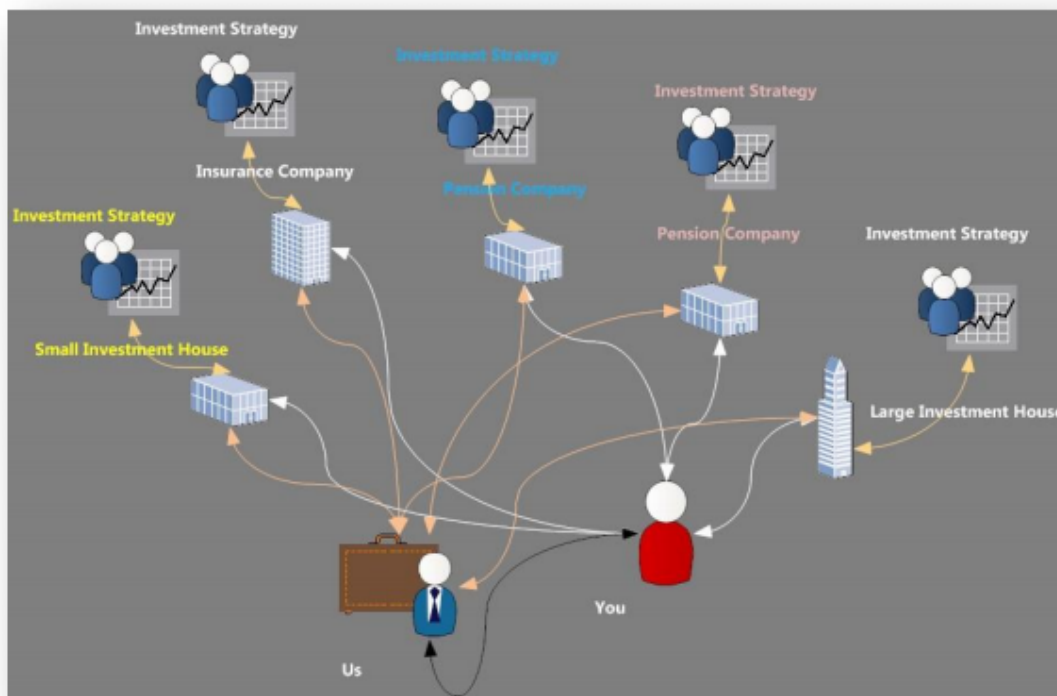 Investment Strategy
Investment Strategy
Investment Strategy
Insurance Company
Pension Company
Investment Strategy
Pension Company
Investment Strategy
Small Investment House
Large Investment House
You
Us